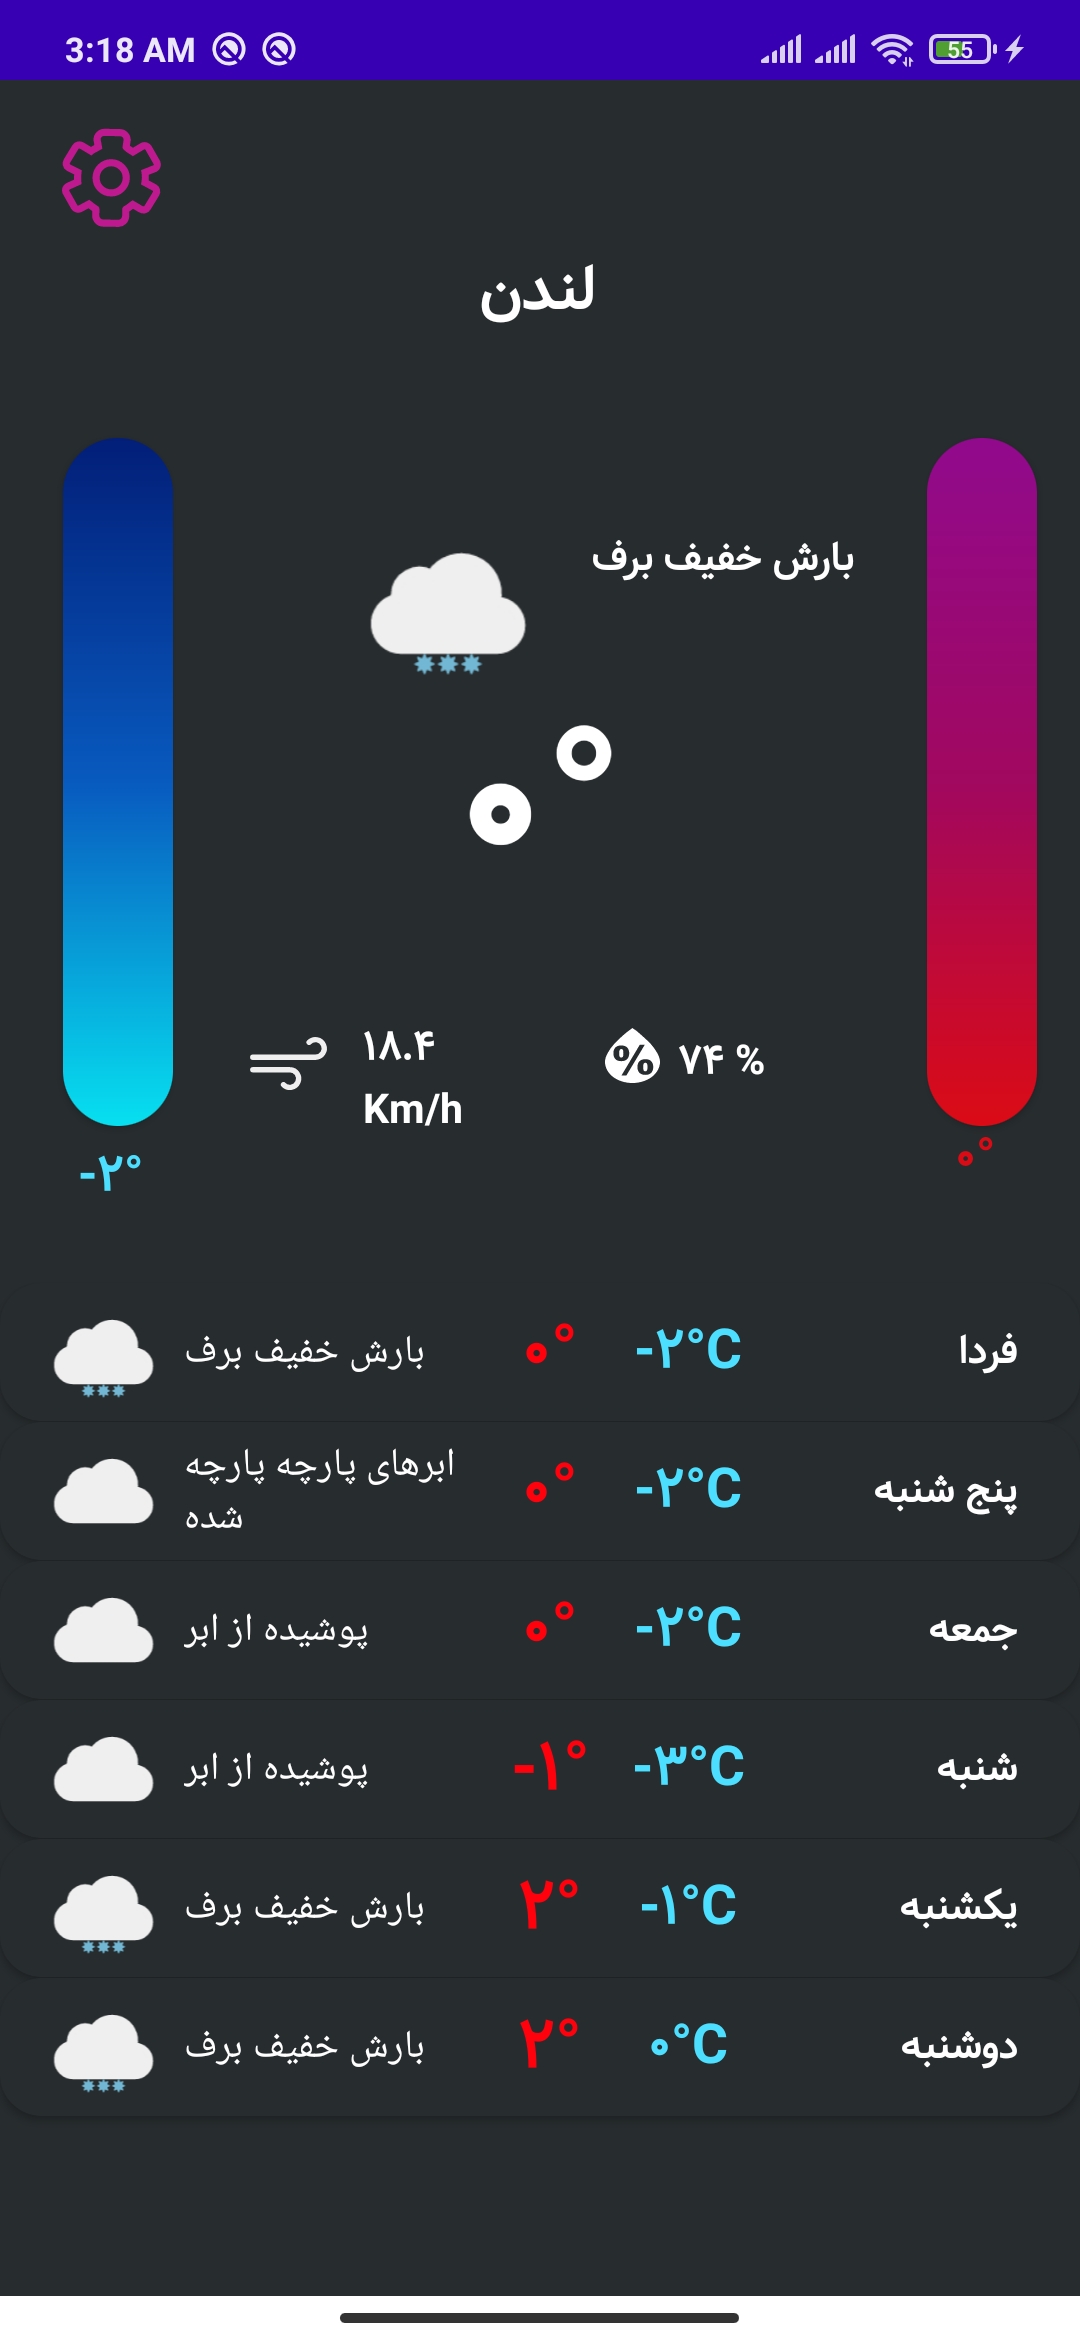 3:18 AM
55
لندن
بارش خفیف برف
۰°
۱۸.۴
Km/h
% ۷۴ %
-۲°
۰°
فردا
-۲°C
۰°
بارش خفیف برف
پنج شنبه
-۲°C
۰°
ابرهای پارچه پارچه
شده
جمعه
-۲°C
۰°
پوشیده از ابر
شنبه
-۳°C
-۱°
پوشیده از ابر
یکشنبه
-۱°C
۲°
بارش خفیف برف
دوشنبه
۰°C
۲°
بارش خفیف برف